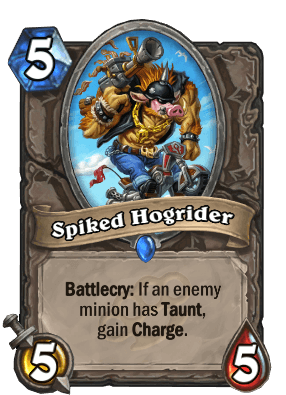 5
Spiked Hogrider
Battlecry: If an enemy
minion has Taunt,
gain Charge.
5 5